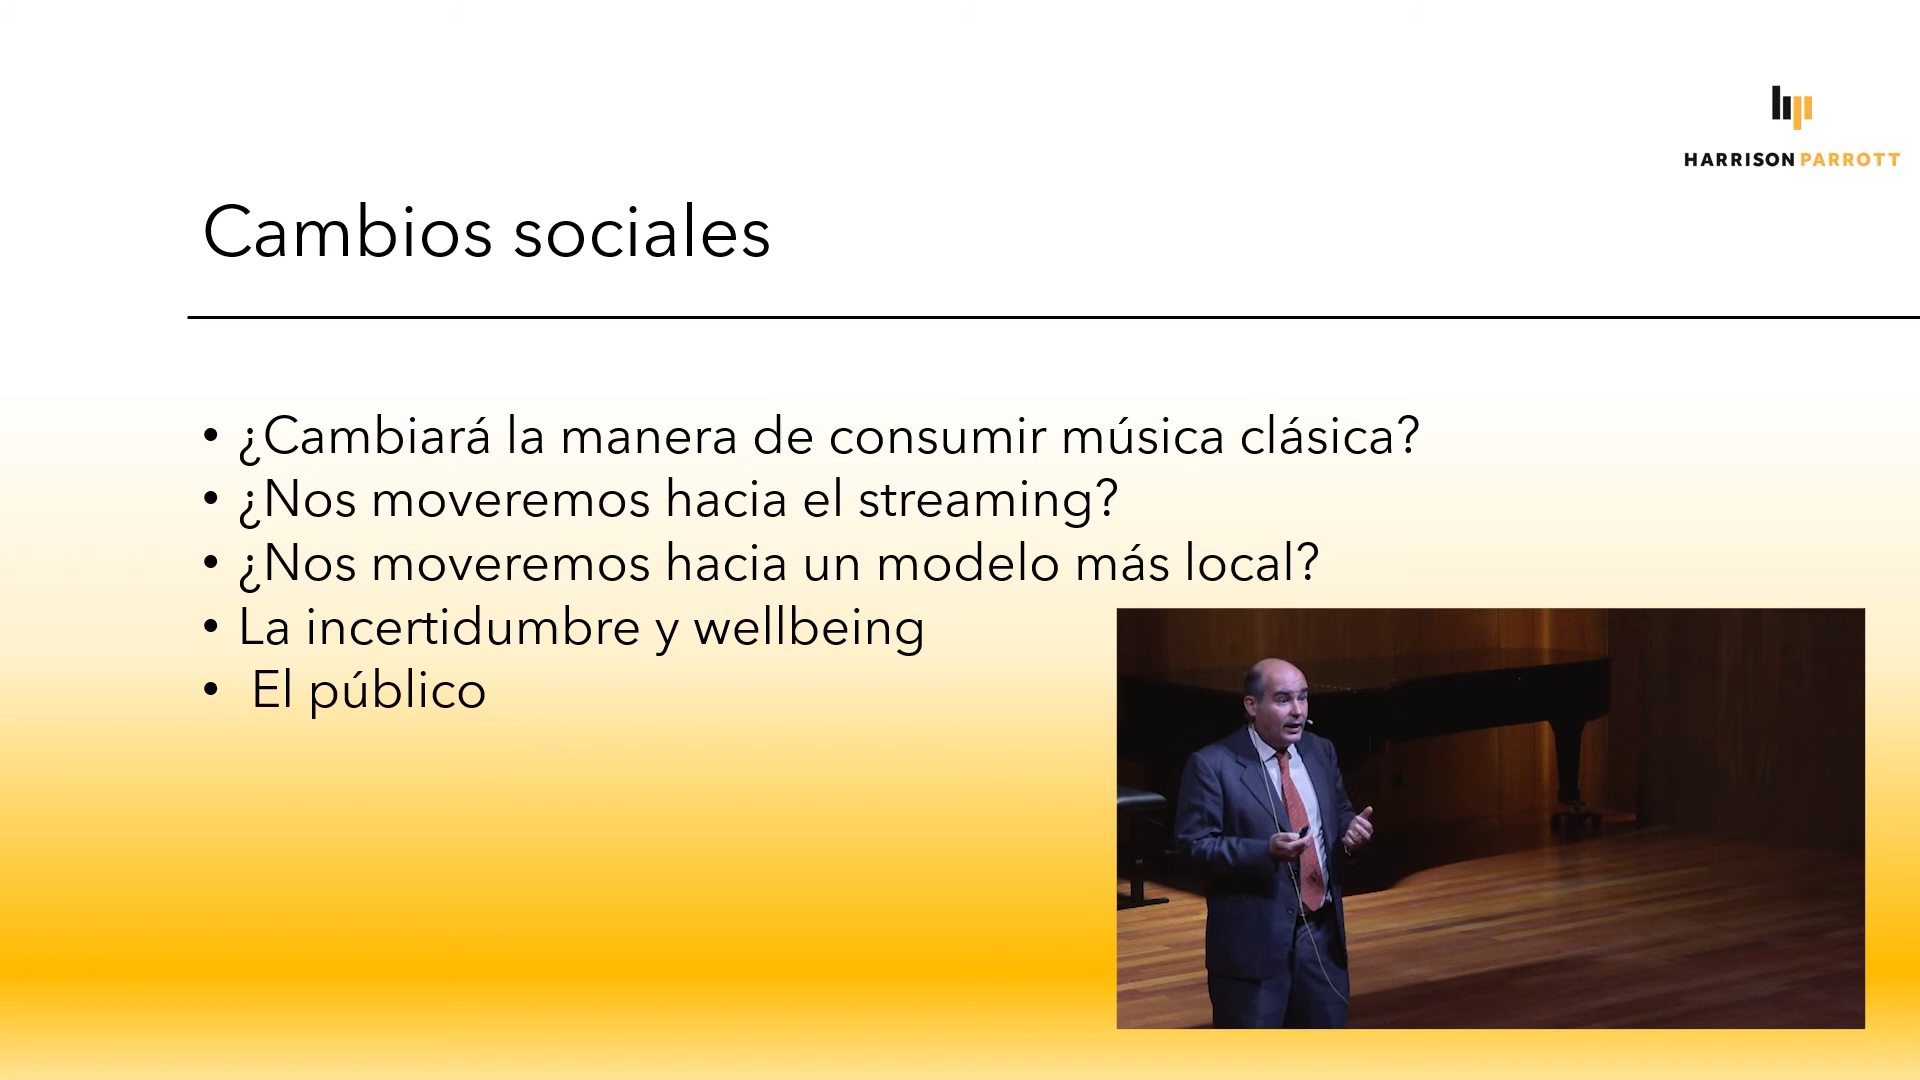 HARRISON PARROTT
Cambios sociales
• ¿Cambiará la manera de consumir música clásica?
• ¿Nos moveremos hacia el streaming?
• ¿Nos moveremos hacia un modelo más local?
• La incertidumbre y wellbeing
• El público